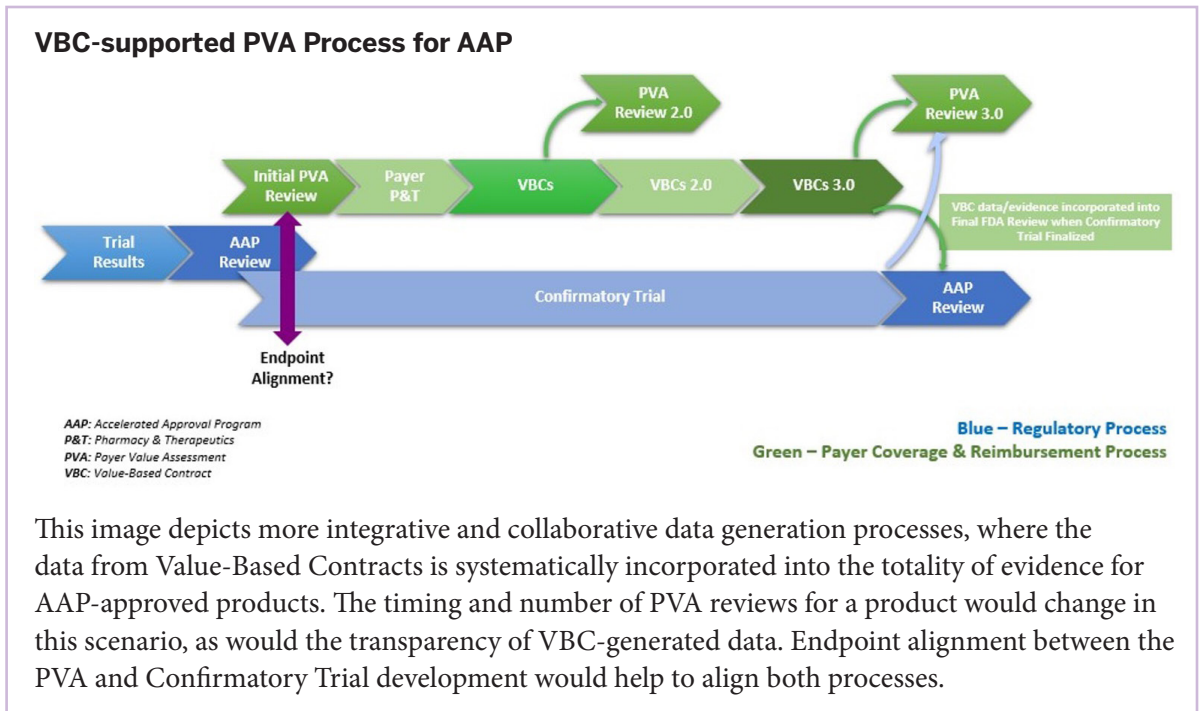 VBC-supported PVA Process for AAP
PVA
Review 2.0
PVA
Review 3.0
Initial PVA
Review
Payer
P&T
VBCs
VBCs 2.0
VBCs 3.0
VBC data/evidence incorporated into
Final FDA Review when Confirmatory
Trial Finalized
Trial
Results
AAP
Review
Confirmatory Trial
AAP
Review
Endpoint
Alignment?
AAP: Accelerated Approval Program
P&T: Pharmacy & Therapeutics
PVA: Payer Value Assessment
VBC: Value-Based Contract
Blue – Regulatory Process
Green – Payer Coverage & Reimbursement Process
This image depicts more integrative and collaborative data generation processes, where the
data from Value-Based Contracts is systematically incorporated into the totality of evidence for
AAP-approved products. The timing and number of PVA reviews for a product would change in
this scenario, as would the transparency of VBC-generated data. Endpoint alignment between the
PVA and Confirmatory Trial development would help to align both processes.